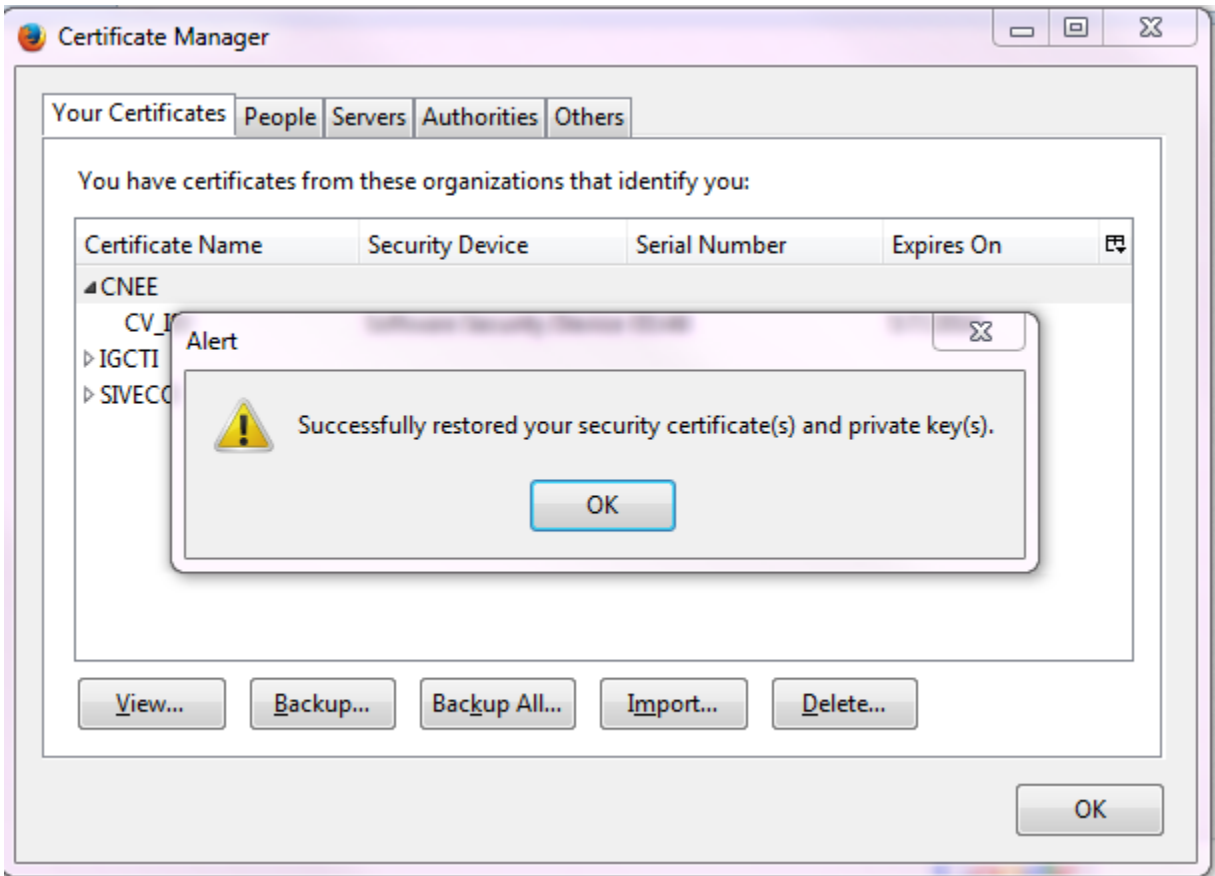 Certificate Manager
Your Certificates People Servers Authorities Others
You have certificates from these organizations that identify you:
Certificate Name Security Device Serial Number Expires On
CNEE
Alert
IGCTI
Successfully restored your security certificate(s) and private key(s).
OK
View... Backup... Backup All... Import... Delete...
OK